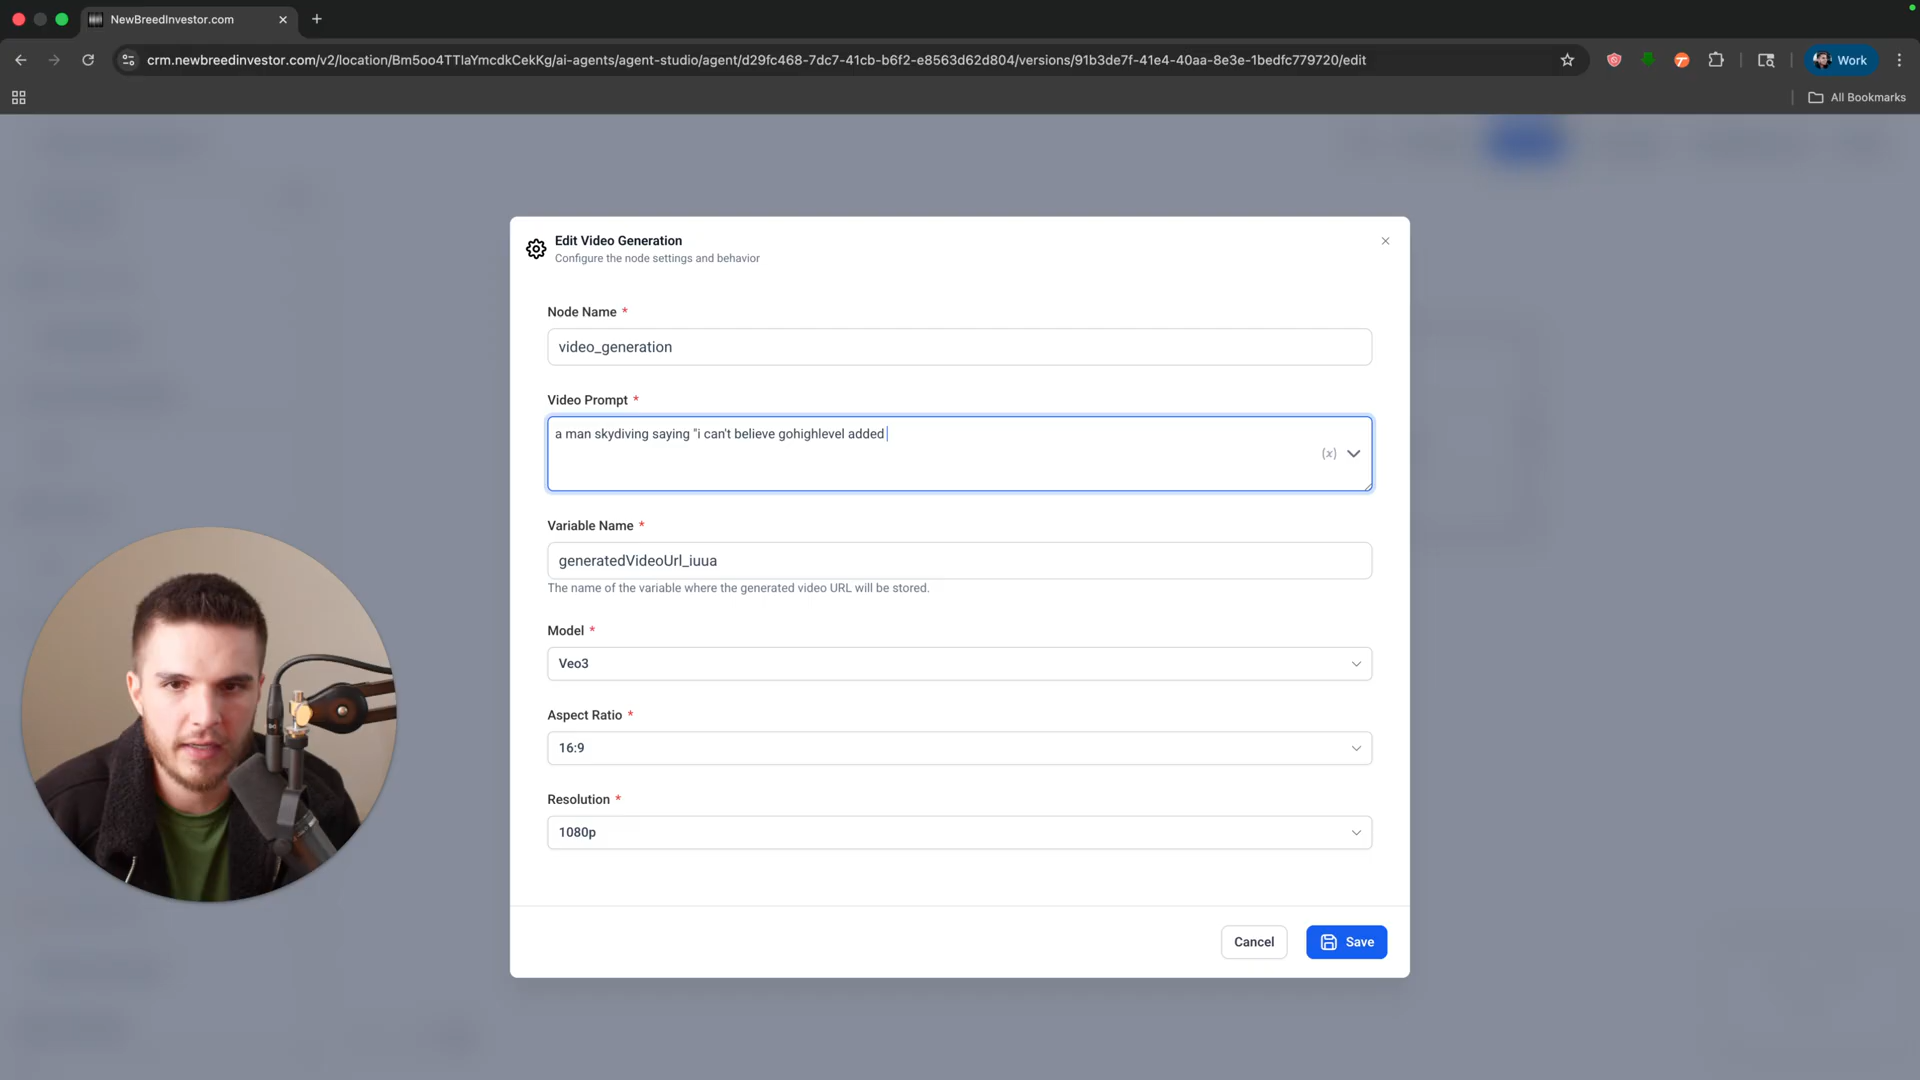 NewBreedInvestor.com
crm.newbreedinvestor.com/v2/location/Bm5oo4TTlaYmcdkCekKg/ai-agents/agent-studio/agent/d29fc468-7dc7-41cb-b6f2-e8563d62d804/versions/91b3de7f-41e4-40aa-8e3e-1bedfc779720/edit
Work
All Bookmarks
Edit Video Generation
Configure the node settings and behavior
Node Name *
video_generation
Video Prompt *
a man skydiving saying "i can't believe gohighlevel added
(x)
Variable Name *
generatedVideoUrl_iuua
The name of the variable where the generated video URL will be stored.
Model *
Veo3
Aspect Ratio *
16:9
Resolution *
1080p
Cancel
Save